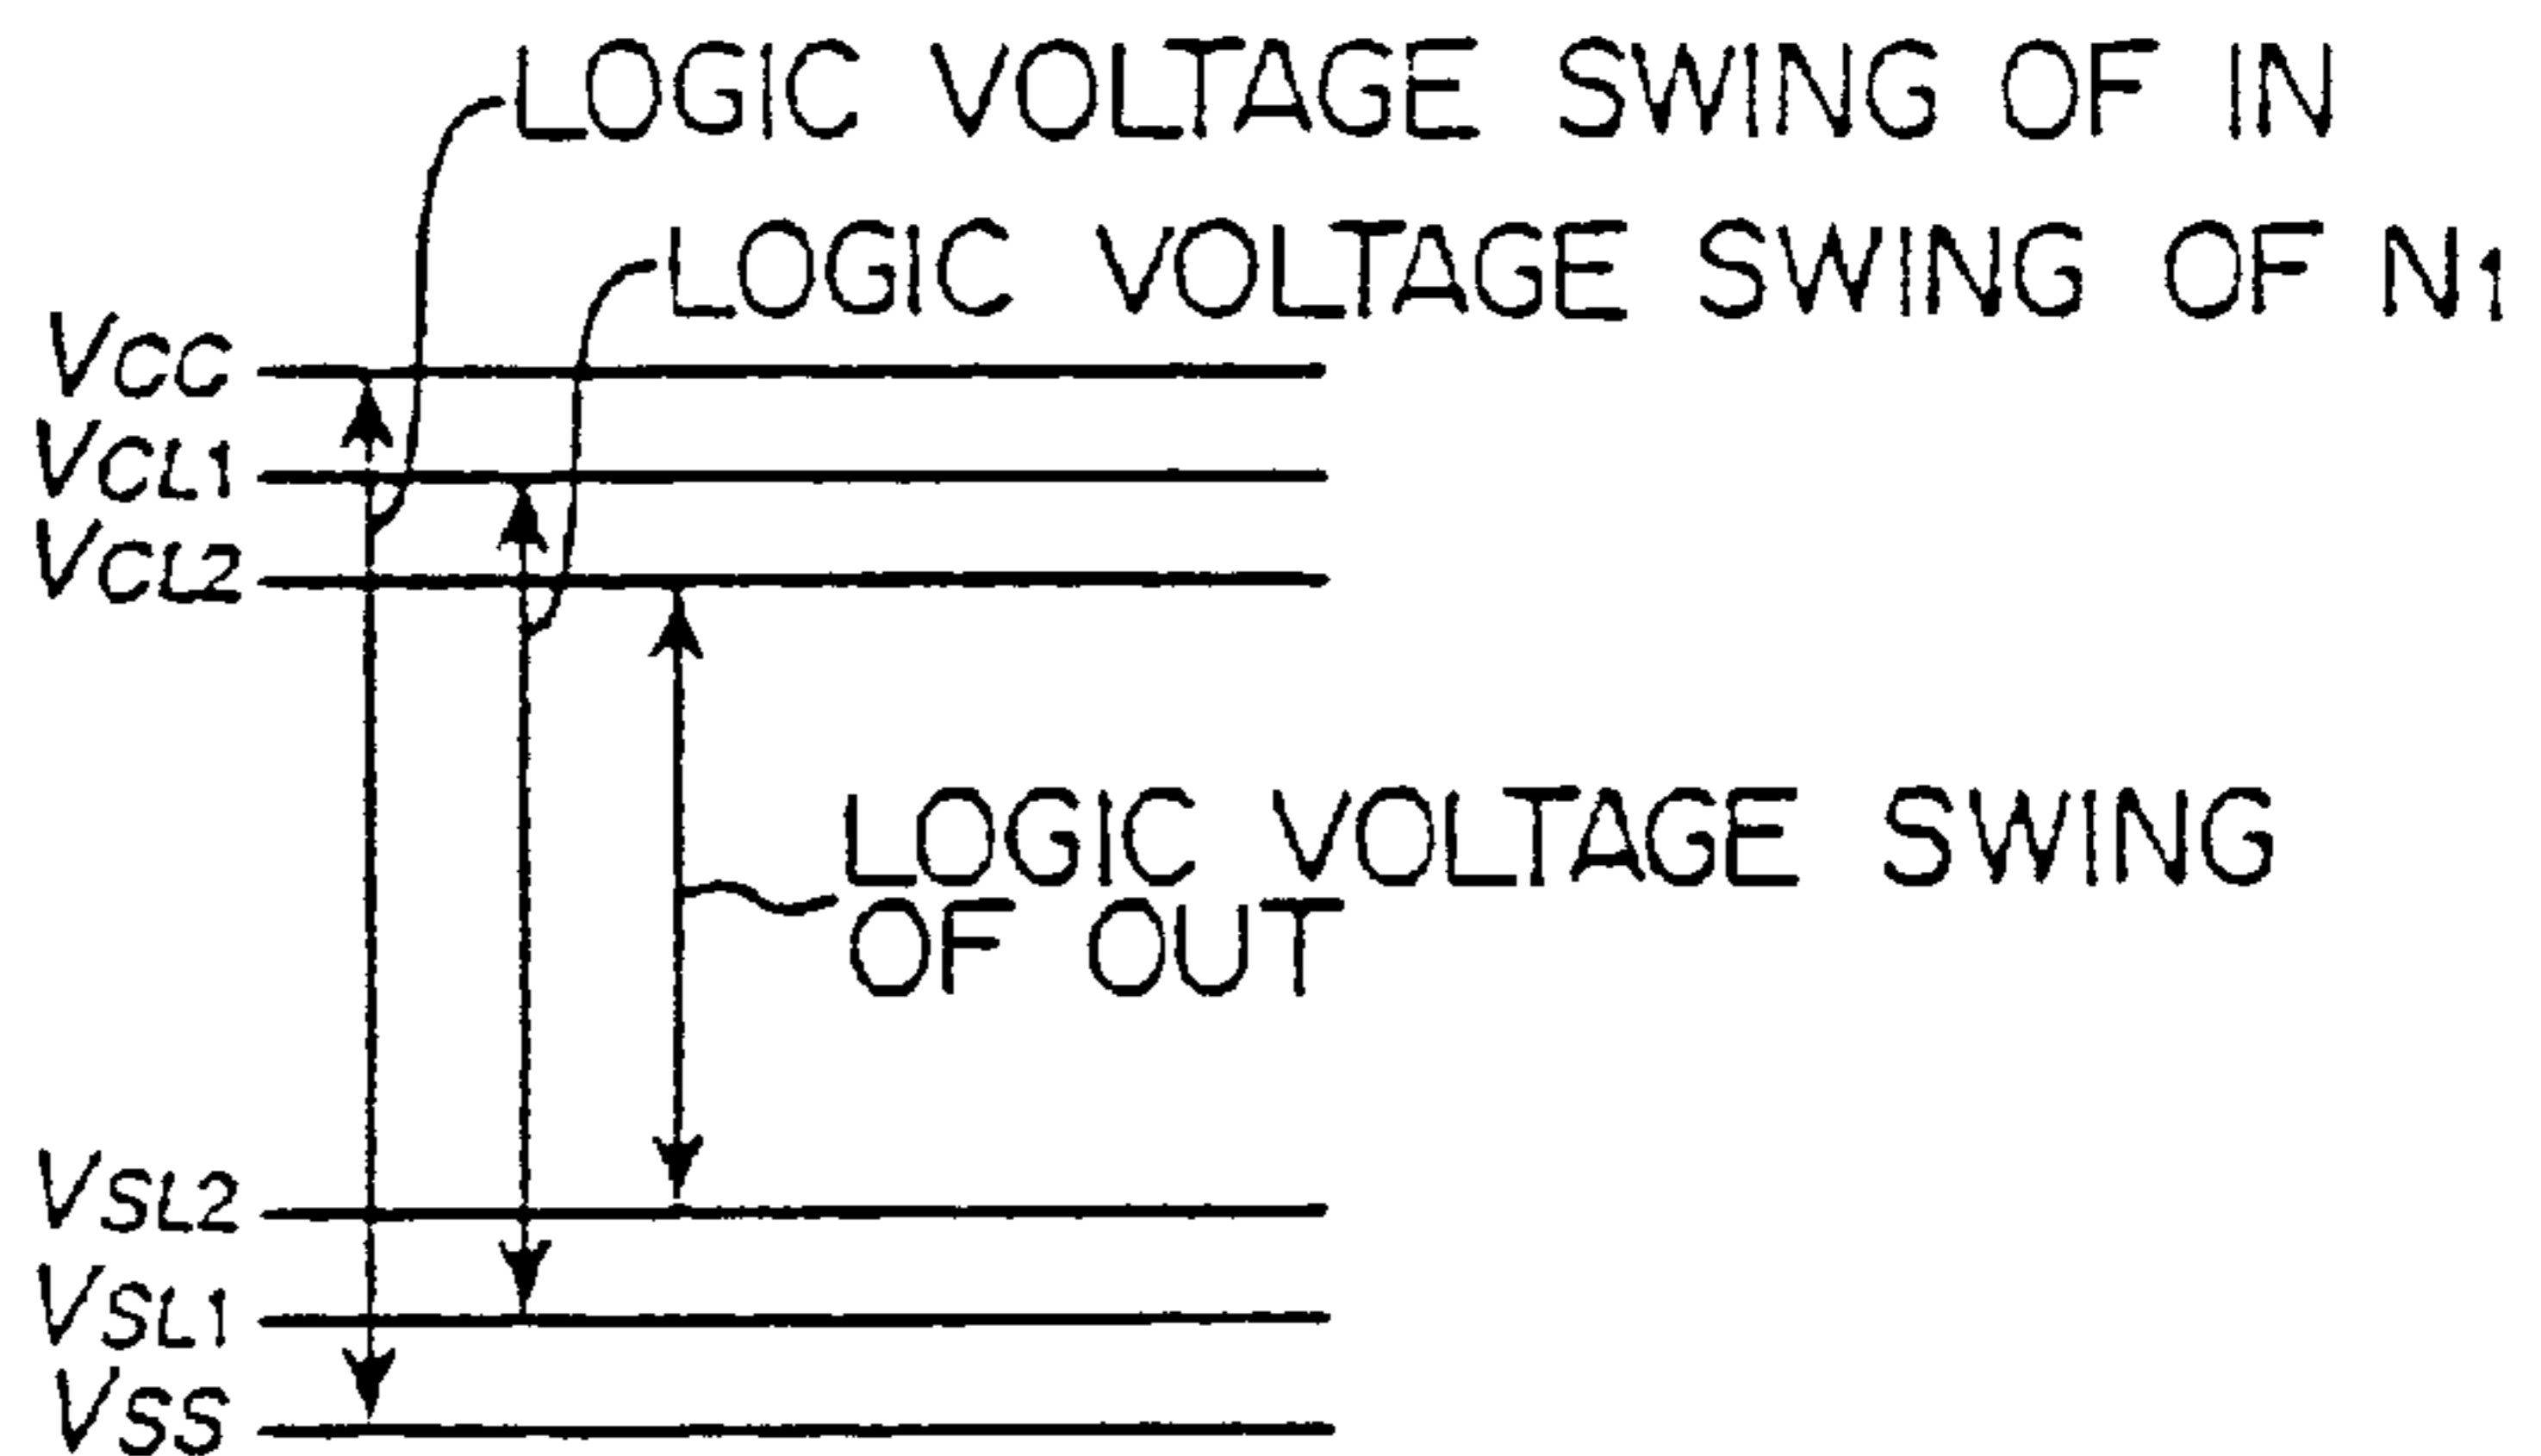 LOGIC VOLTAGE SWING OF IN
LOGIC VOLTAGE SWING OF N1
VCC
VCL1
VCL2
LOGIC VOLTAGE SWING
OF OUT
VSL2
VSL1
VSS